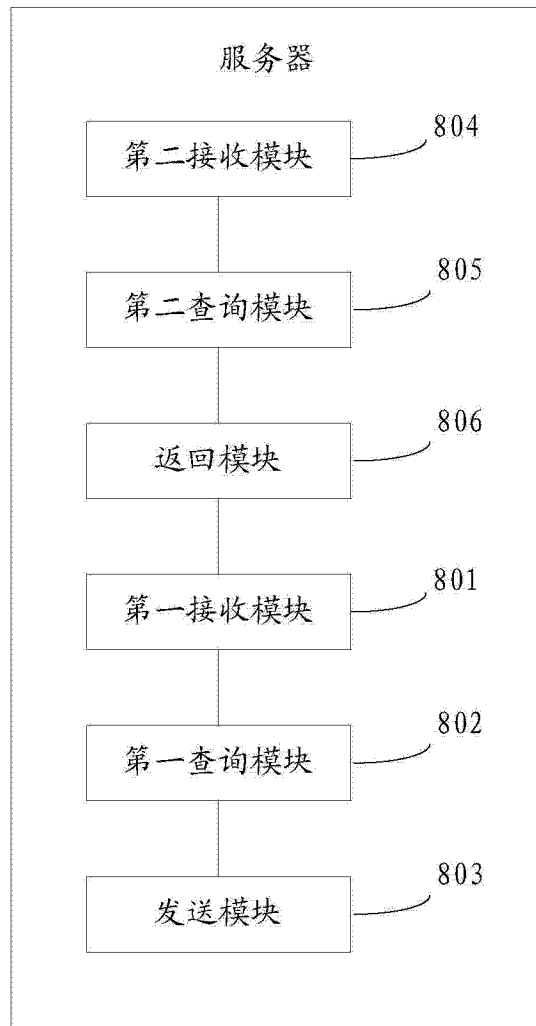 服务器
第二接收模块
804
第二查询模块
805
返回模块
806
第一接收模块
801
第一查询模块
802
发送模块
803